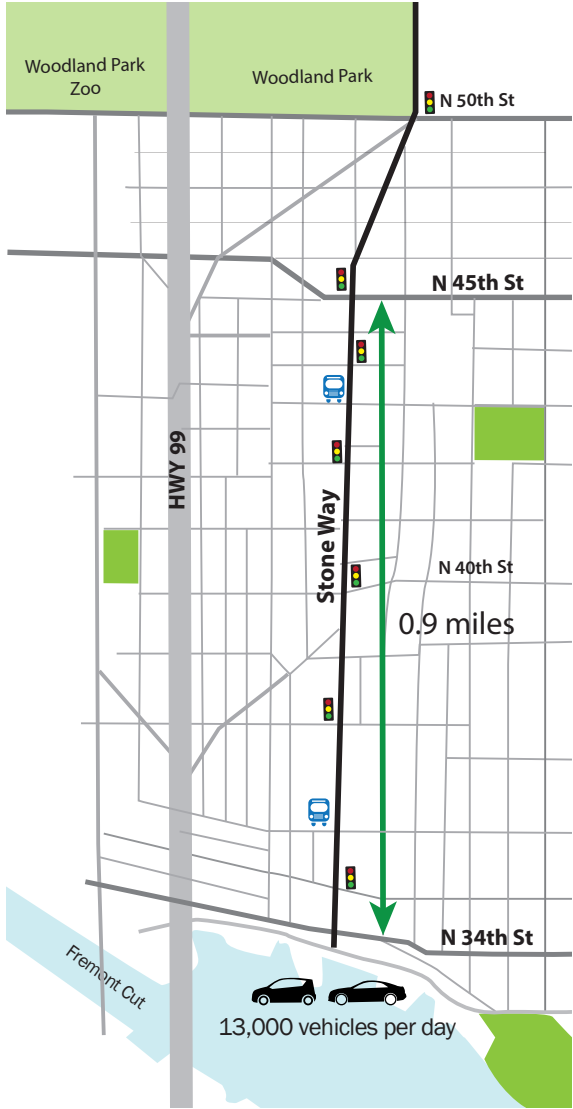 Woodland Park
Zoo
Woodland Park
N 50th St
N 45th St
HWY 99
Stone Way
N 40th St
0.9 miles
N 34th St
Fremont Cut
13,000 vehicles per day